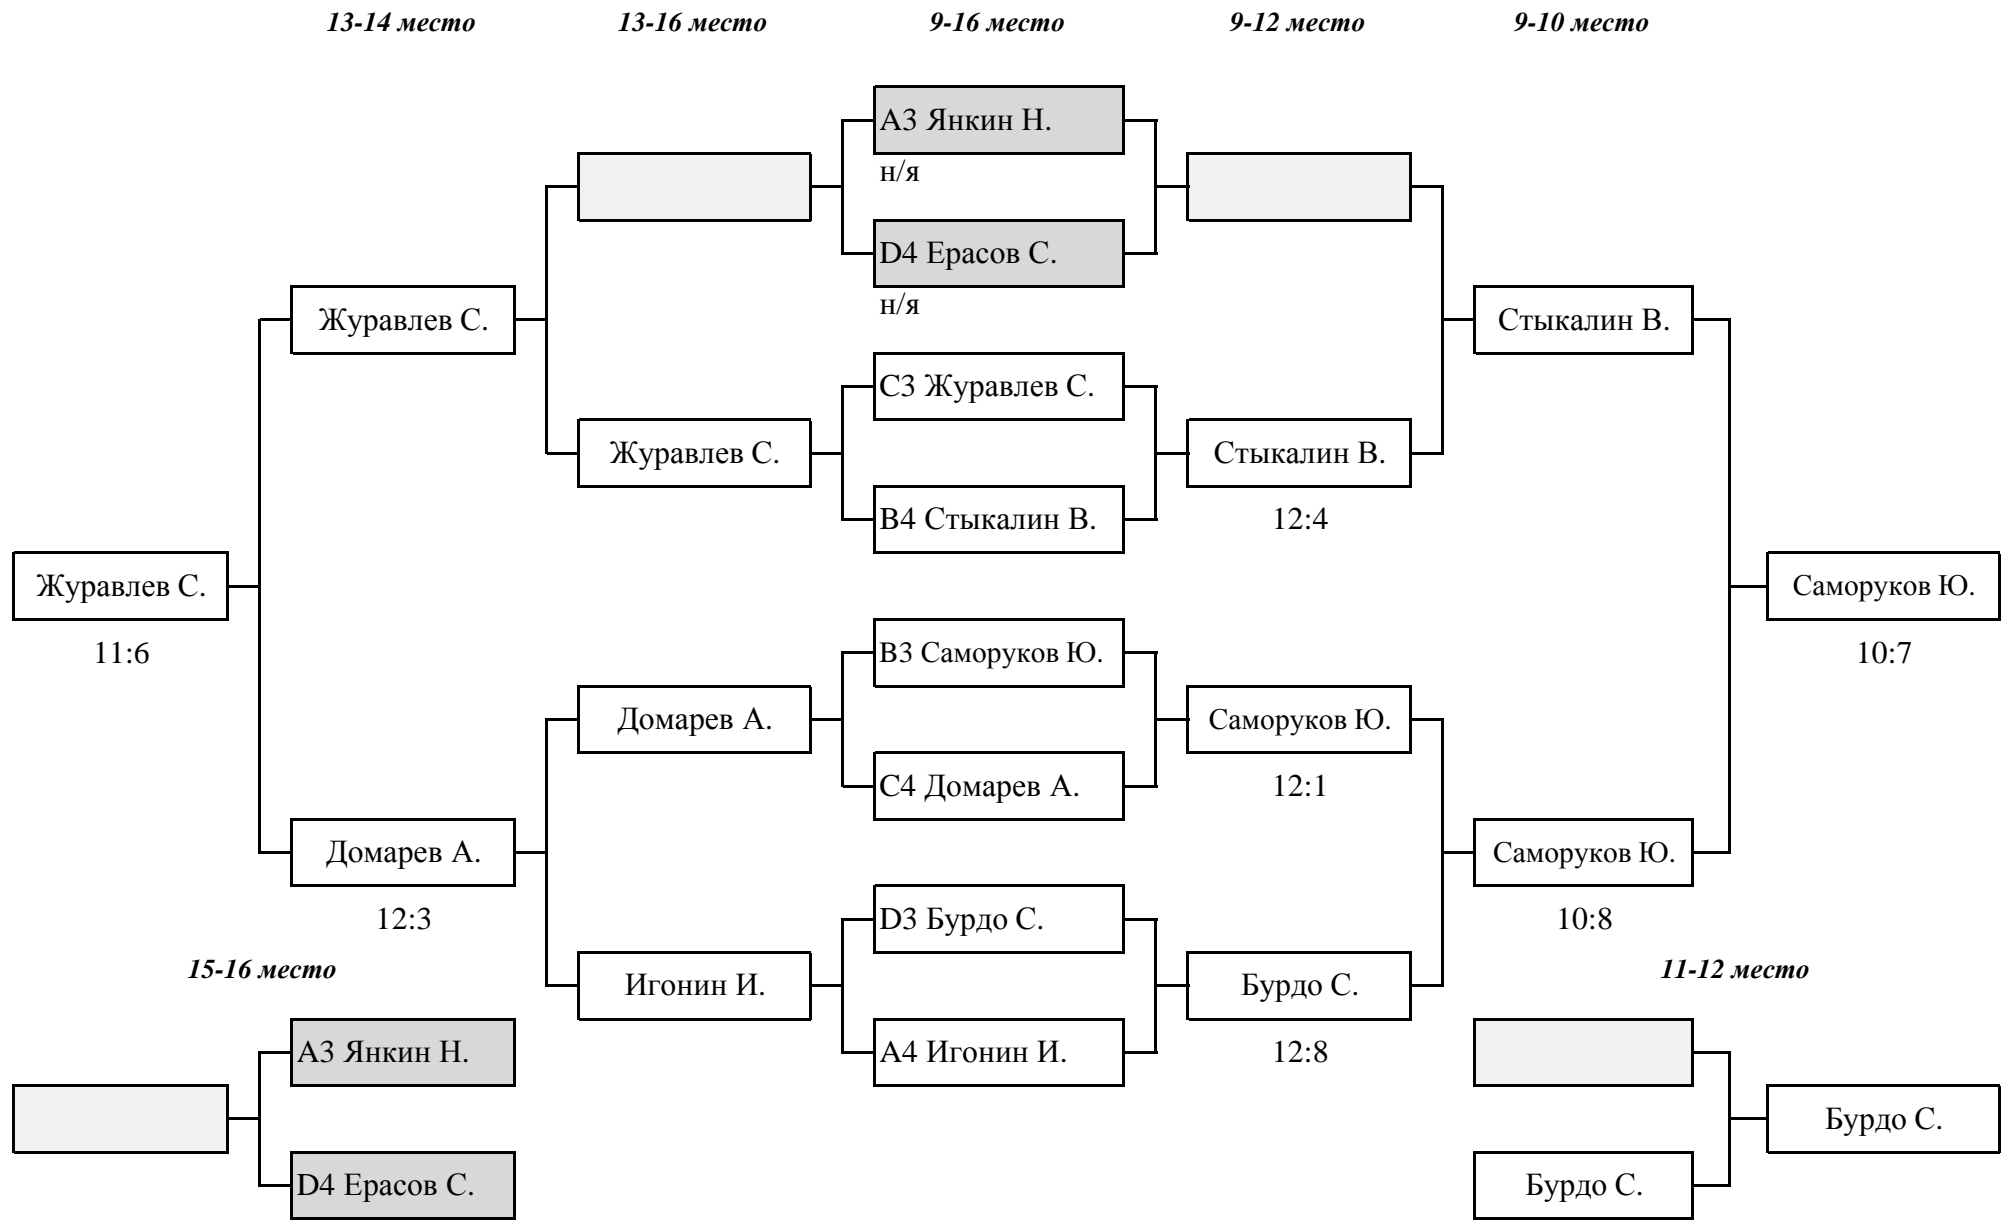 13-14 место 13-16 место 9-16 место 9-12 место 9-10 место
A3 Янкин Н.
н/я
D4 Ерасов С.
н/я
Журавлев С. Стыкалин В.
C3 Журавлев С.
Журавлев С. Стыкалин В.
B4 Стыкалин В. 12:4
Журавлев С. Саморуков Ю.
11:6 B3 Саморуков Ю. 10:7
Домарев А. Саморуков Ю.
C4 Домарев А. 12:1
Домарев А. Саморуков Ю.
12:3 D3 Бурдо С. 10:8
15-16 место 11-12 место
Игонин И. Бурдо С.
A3 Янкин Н. A4 Игонин И. 12:8
Бурдо С.
D4 Ерасов С. Бурдо С.